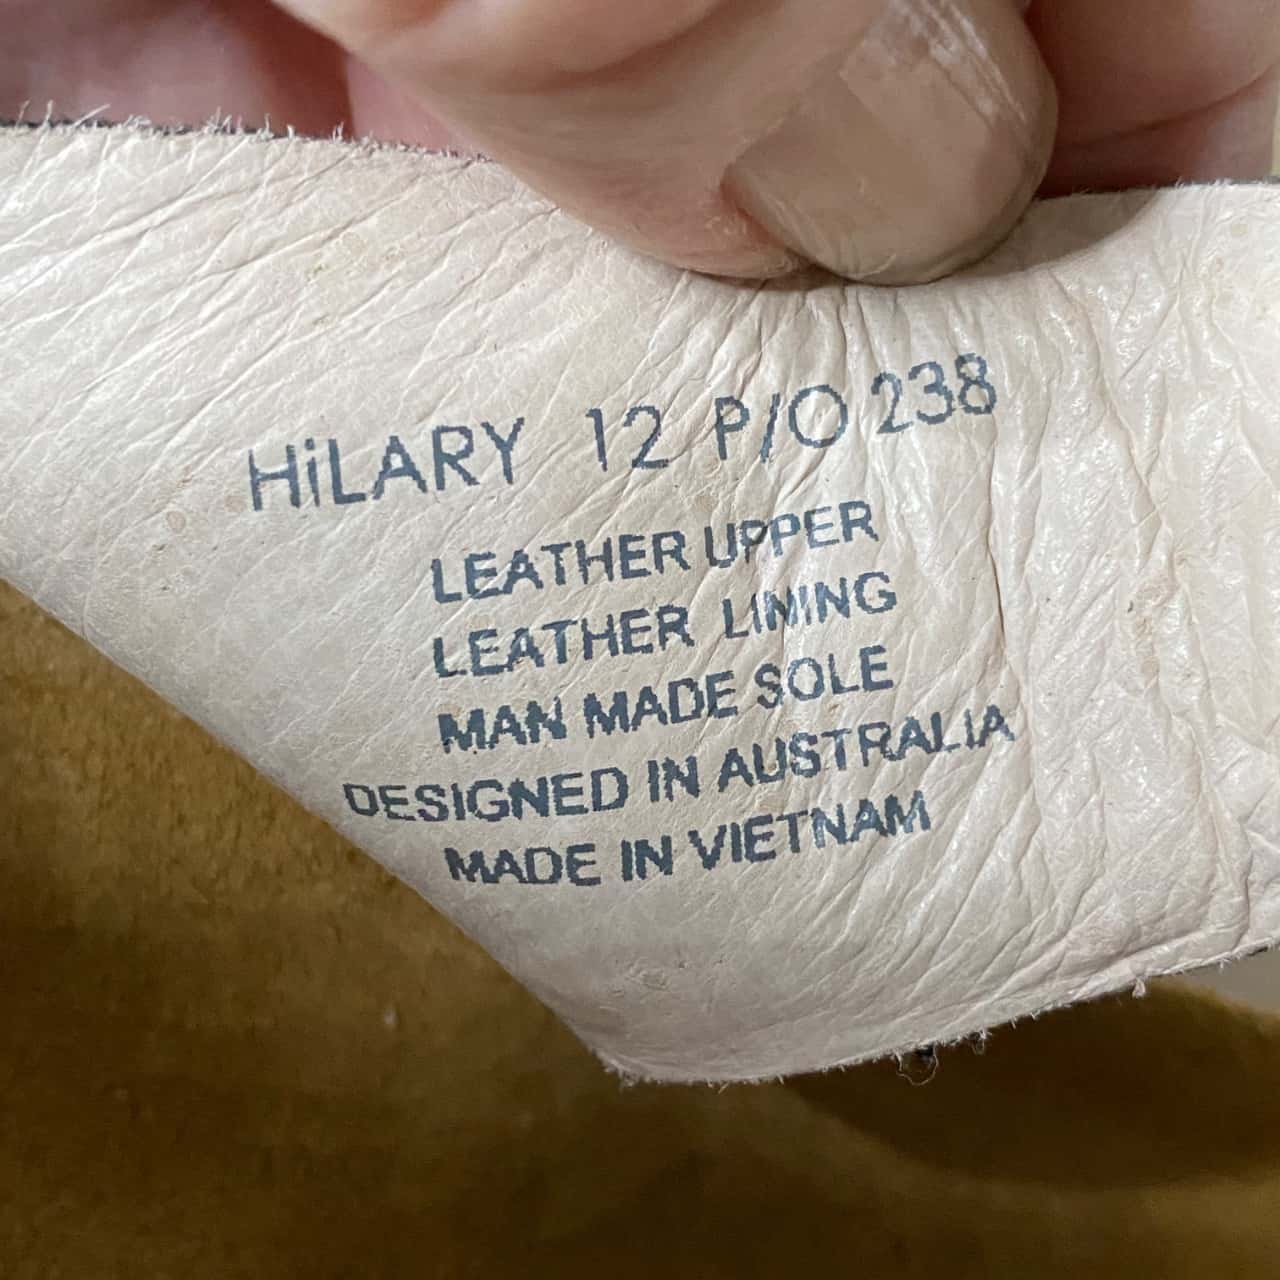 HiLARY 12 P/O 238
LEATHER UPPER
LEATHER LINING
MAN MADE SOLE
DESIGNED IN AUSTRALIA
MADE IN VIETNAM